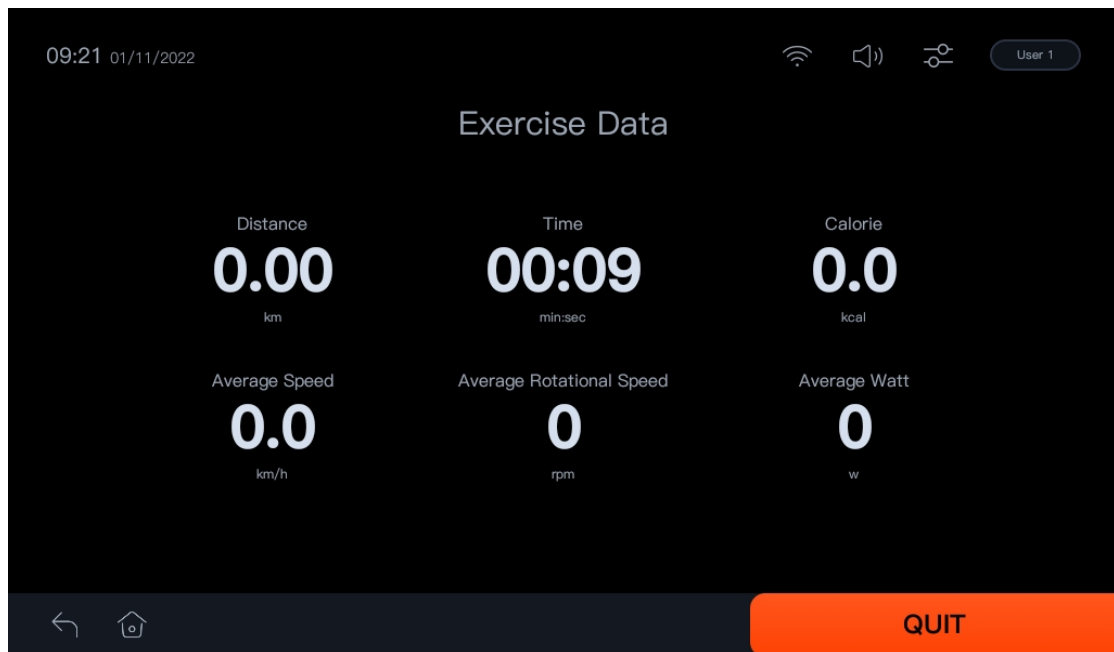 09:21 01/11/2022
User 1
Exercise Data
Distance
Time
Calorie
0.00
00:09
0.0
km
min:sec
kcal
Average Speed
Average Rotational Speed
Average Watt
0.0
0
0
km/h
rpm
w
QUIT